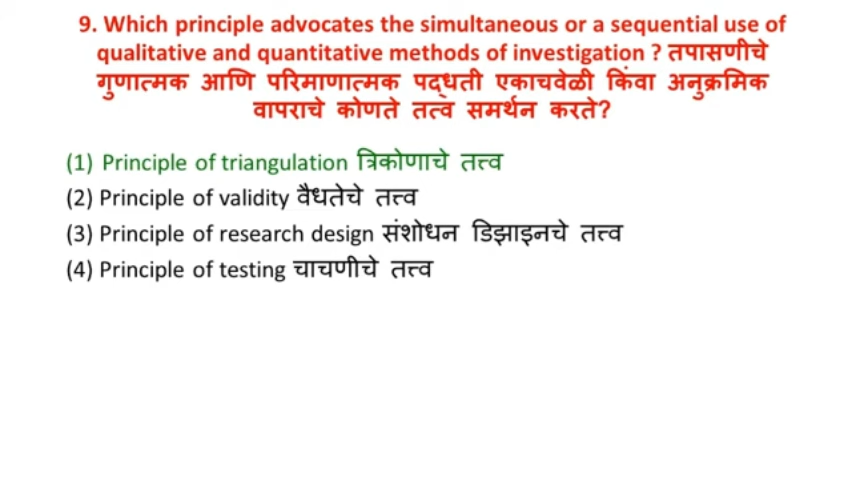 9. Which principle advocates the simultaneous or a sequential use of
qualitative and quantitative methods of investigation ? तपासणीचे
गुणात्मक आणि परिमाणात्मक पद्धती एकाचवेळी किंवा अनुक्रमिक
वापराचे कोणते तत्व समर्थन करते?
(1) Principle of triangulation त्रिकोणाचे तत्त्व
(2) Principle of validity वैधतेचे तत्त्व
(3) Principle of research design संशोधन डिझाइनचे तत्त्व
(4) Principle of testing चाचणीचे तत्त्व